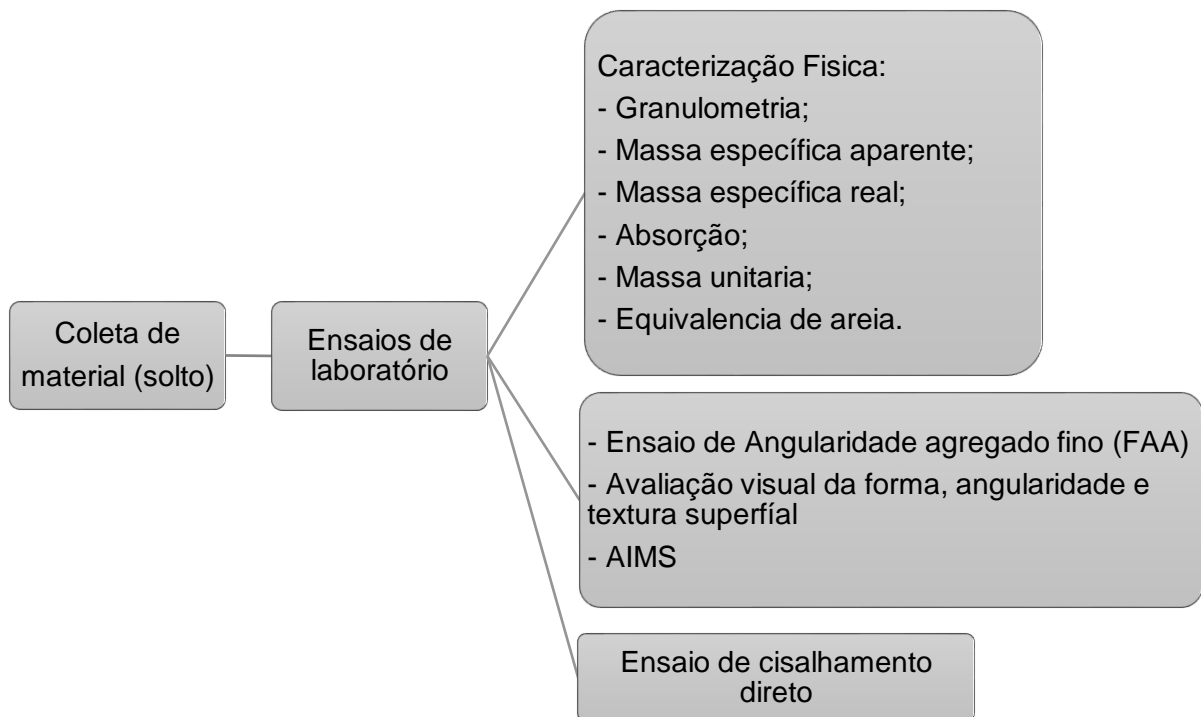 Coleta de
material (solto)
Ensaios de
laboratório
Caracterização Fisica:
- Granulometria;
- Massa específica aparente;
- Massa específica real;
- Absorção;
- Massa unitaria;
- Equivalencia de areia.
- Ensaio de Angularidade agregado fino (FAA)
- Avaliação visual da forma, angularidade e
textura superfíal
- AIMS
Ensaio de cisalhamento
direto